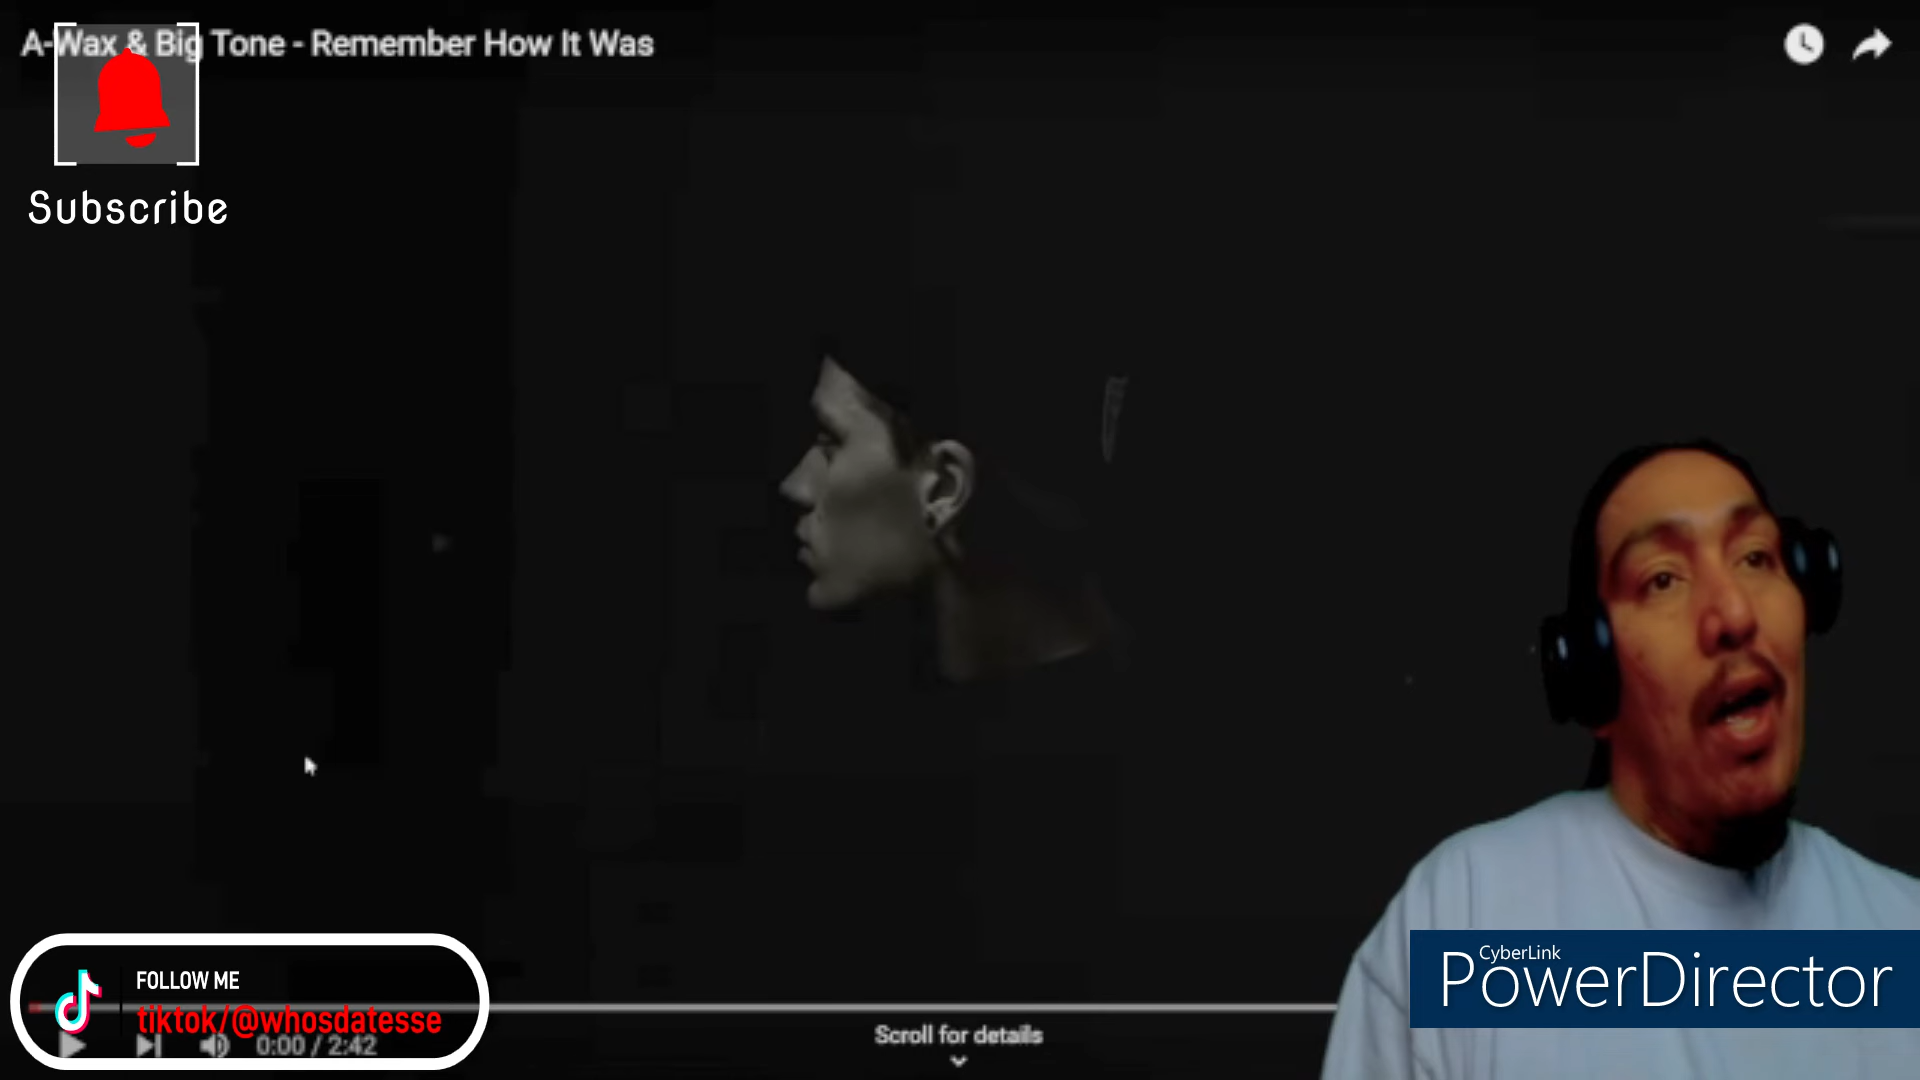 A-Wax & Big Tone - Remember How It Was
Subscribe
FOLLOW ME
tiktok/@whosdatesse
0:00 / 2:42
Scroll for details
CyberLink
PowerDirector